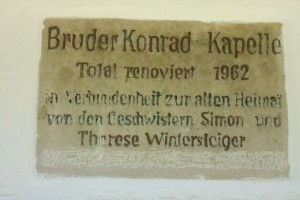 Bruder Konrad Kapelle
Total renoviert 1962
in Verbundenheit zur alten Heimat
von den Geschwistern Simon und
Therese Wintersteiger